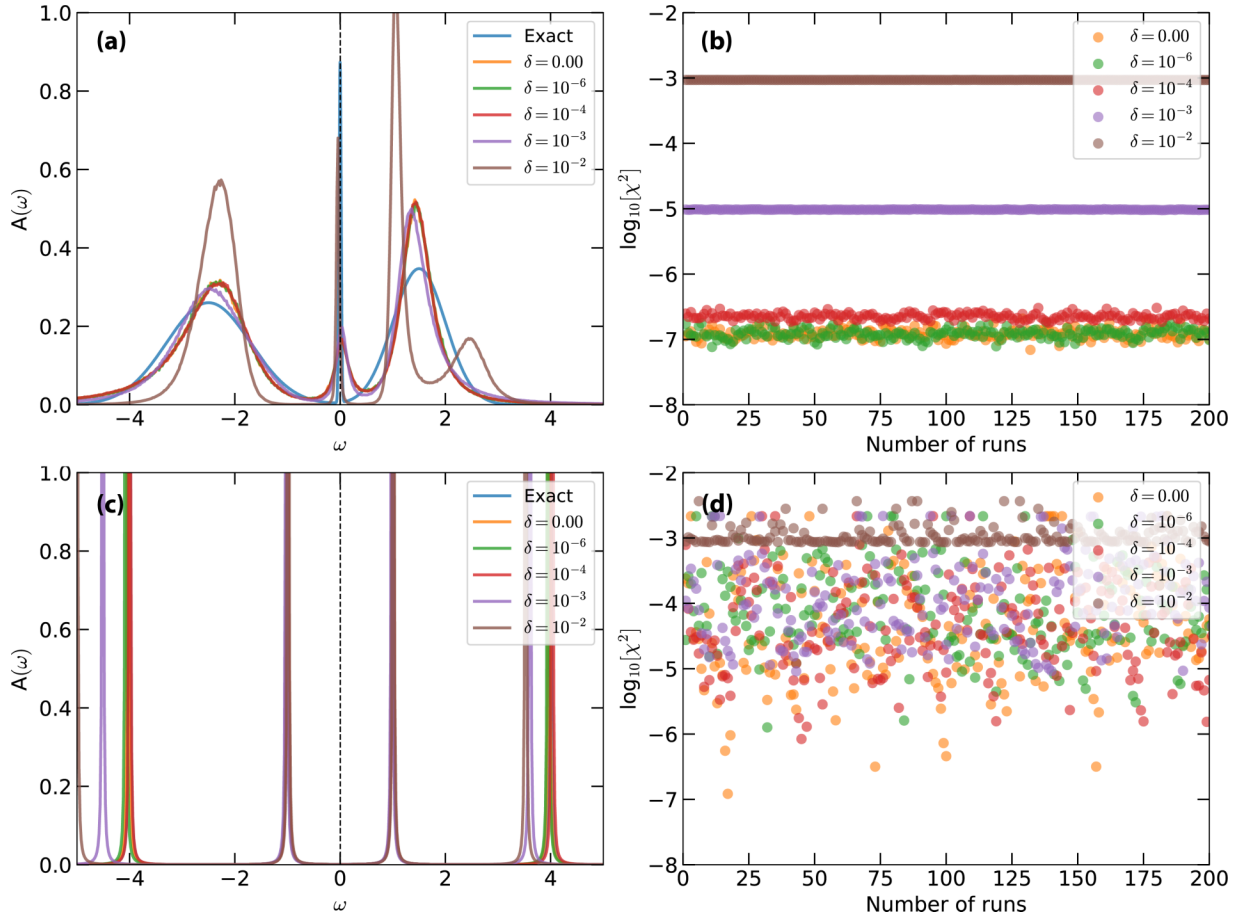 (a)
1.0
0.8
0.6
0.4
0.2
0.0
A(ω)
−4
−2
0
2
4
ω
Exact
δ = 0.00
δ = 10⁻⁶
δ = 10⁻⁴
δ = 10⁻³
δ = 10⁻²
(b)
−2
−3
−4
−5
−6
−7
−8
log₁₀[χ²]
0
25
50
75
100
125
150
175
200
Number of runs
δ = 0.00
δ = 10⁻⁶
δ = 10⁻⁴
δ = 10⁻³
δ = 10⁻²
(c)
1.0
0.8
0.6
0.4
0.2
0.0
A(ω)
−4
−2
0
2
4
ω
Exact
δ = 0.00
δ = 10⁻⁶
δ = 10⁻⁴
δ = 10⁻³
δ = 10⁻²
(d)
−2
−3
−4
−5
−6
−7
−8
log₁₀[χ²]
0
25
50
75
100
125
150
175
200
Number of runs
δ = 0.00
δ = 10⁻⁶
δ = 10⁻⁴
δ = 10⁻³
δ = 10⁻²